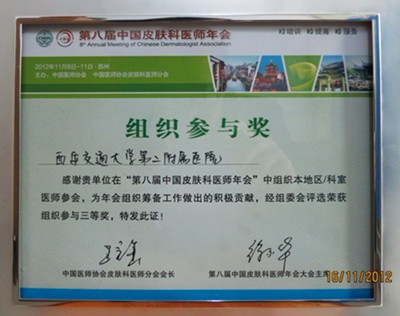 第八届中国皮肤科医师年会
8th Annual Meeting of Chinese Dermatologist Association
培训 提高 服务
2012年11月8日-11日·苏州
主办:中国医师协会 中国医师协会皮肤科医师分会
组织参与奖
西安交通大学第二附属医院
感谢贵单位在“第八届中国皮肤科医师年会”中组织本地区/科室
医师参会,为年会组织筹备工作做出的积极贡献,经组委会评选荣获
组织参与三等奖,特发此证!
中国医师协会皮肤科医师分会会长
第八届中国皮肤科医师年会大会主席
16/11/2012